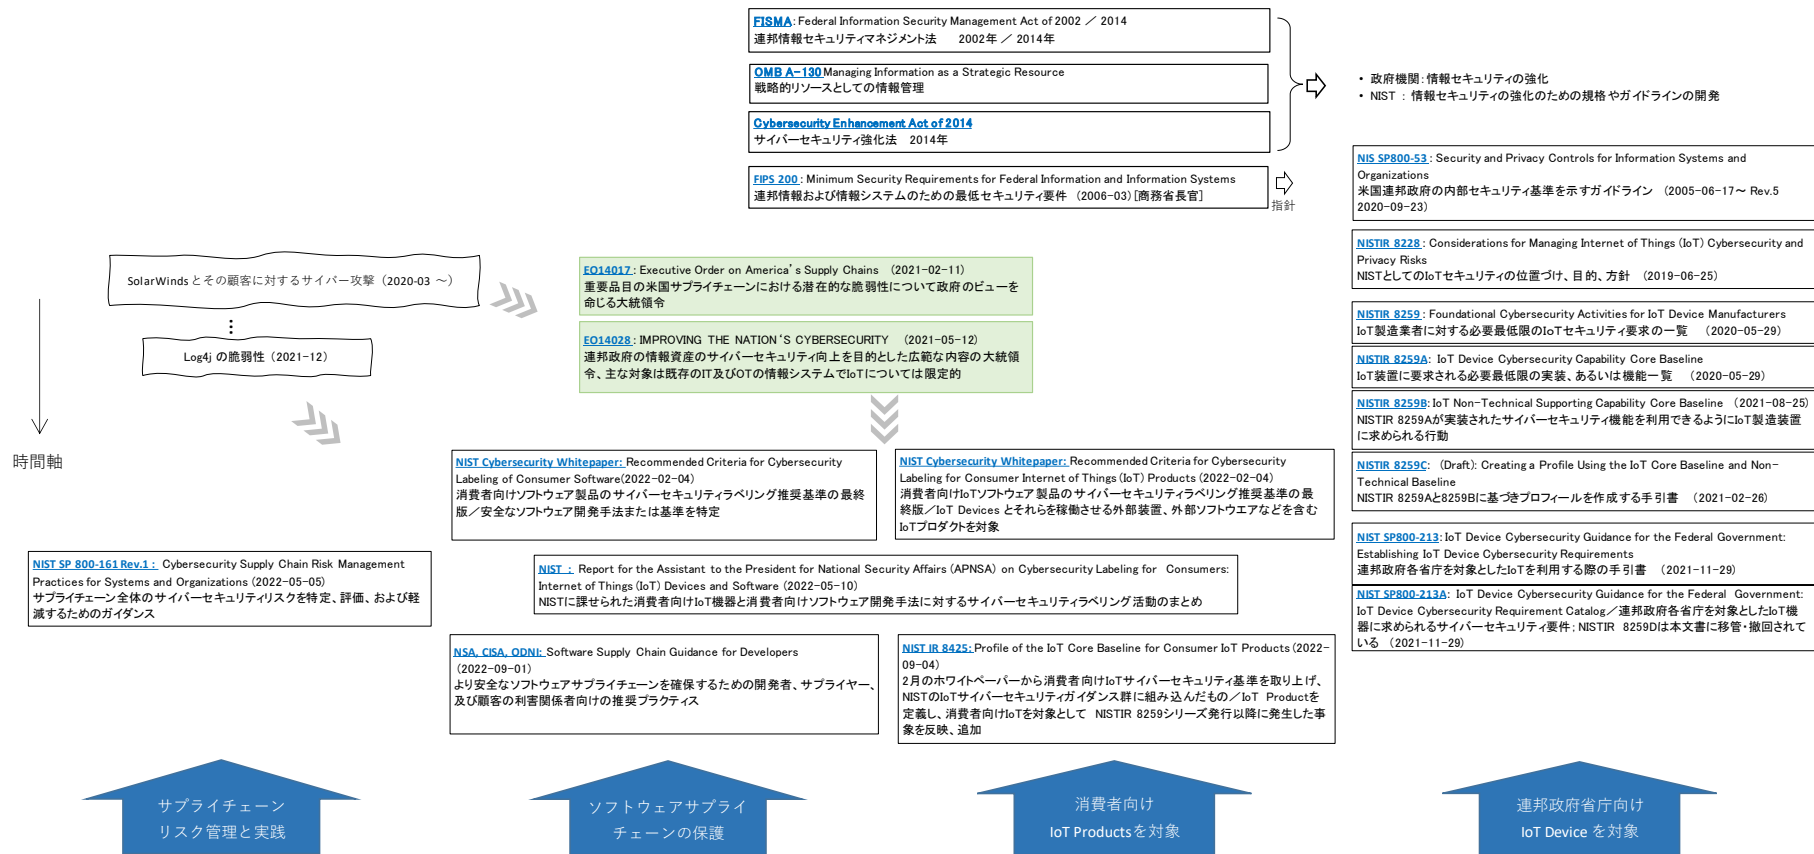 FISMA: Federal Information Security Management Act of 2002 ／ 2014
連邦情報セキュリティマネジメント法　2002年 ／ 2014年
OMB A-130 Managing Information as a Strategic Resource
戦略的リソースとしての情報管理
Cybersecurity Enhancement Act of 2014
サイバーセキュリティ強化法　2014年
• 政府機関：情報セキュリティの強化
• NIST ： 情報セキュリティの強化のための規格やガイドラインの開発
FIPS 200 : Minimum Security Requirements for Federal Information and Information Systems
連邦情報および情報システムのための最低セキュリティ要件 （2006-03）[商務省長官]
指針
NIS SP800-53 : Security and Privacy Controls for Information Systems and
Organizations
米国連邦政府の内部セキュリティ基準を示すガイドライン （2005-06-17～ Rev.5
2020-09-23）
NISTIR 8228 : Considerations for Managing Internet of Things (IoT) Cybersecurity and
Privacy Risks
NISTとしてのIoTセキュリティの位置づけ、目的、方針 （2019-06-25）
NISTIR 8259 : Foundational Cybersecurity Activities for IoT Device Manufacturers
IoT製造業者に対する必要最低限のIoTセキュリティ要求の一覧 （2020-05-29）
NISTIR 8259A: IoT Device Cybersecurity Capability Core Baseline
IoT装置に要求される必要最低限の実装、あるいは機能一覧 （2020-05-29）
NISTIR 8259B: IoT Non-Technical Supporting Capability Core Baseline （2021-08-25）
NISTIR 8259Aが実装されたサイバーセキュリティ機能を利用できるようにIoT製造装置
に求められる行動
NISTIR 8259C: (Draft): Creating a Profile Using the IoT Core Baseline and Non-
Technical Baseline
NISTIR 8259Aと8259Bに基づきプロフィールを作成する手引書 （2021-02-26）
NIST SP800-213: IoT Device Cybersecurity Guidance for the Federal Government:
Establishing IoT Device Cybersecurity Requirements
連邦政府各省庁を対象としたIoTを利用する際の手引書 （2021-11-29）
NIST SP800-213A: IoT Device Cybersecurity Guidance for the Federal Government:
IoT Device Cybersecurity Requirement Catalog／連邦政府各省庁を対象としたIoT機
器に求められるサイバーセキュリティ要件； NISTIR 8259Dは本文書に移管・撤回されて
いる （2021-11-29）
SolarWinds とその顧客に対するサイバー攻撃（2020-03 ～）
⋮
Log4j の脆弱性（2021-12）
時間軸
EO14017 : Executive Order on America's Supply Chains （2021-02-11）
重要品目の米国サプライチェーンにおける潜在的な脆弱性について政府のビューを
命じる大統領令
EO14028 : IMPROVING THE NATION'S CYBERSECURITY （2021-05-12）
連邦政府の情報資産のサイバーセキュリティ向上を目的とした広範な内容の大統領
令、主な対象は既存のIT及びOTの情報システムでIoTについては限定的
NIST Cybersecurity Whitepaper: Recommended Criteria for Cybersecurity
Labeling of Consumer Software(2022-02-04)
消費者向けソフトウェア製品のサイバーセキュリティラベリング推奨基準の最終
版／安全なソフトウェア開発手法または基準を特定
NIST Cybersecurity Whitepaper: Recommended Criteria for Cybersecurity
Labeling for Consumer Internet of Things (IoT) Products (2022-02-04)
消費者向けIoTソフトウェア製品のサイバーセキュリティラベリング推奨基準の最
終版／IoT Devices とそれらを稼働させる外部装置、外部ソフトウエアなどを含む
IoTプロダクトを対象
NIST SP 800-161 Rev.1 : Cybersecurity Supply Chain Risk Management
Practices for Systems and Organizations (2022-05-05)
サプライチェーン全体のサイバーセキュリティリスクを特定、評価、および軽
減するためのガイダンス
NIST : Report for the Assistant to the President for National Security Affairs (APNSA) on Cybersecurity Labeling for Consumers:
Internet of Things (IoT) Devices and Software (2022-05-10)
NISTに課せられた消費者向けIoT機器と消費者向けソフトウェア開発手法に対するサイバーセキュリティラベリング活動のまとめ
NSA, CISA, ODNI: Software Supply Chain Guidance for Developers
(2022-09-01)
より安全なソフトウェアサプライチェーンを確保するための開発者、サプライヤー、
及び顧客の利害関係者向けの推奨プラクティス
NIST IR 8425: Profile of the IoT Core Baseline for Consumer IoT Products (2022-
09-04)
2月のホワイトペーパーから消費者向けIoTサイバーセキュリティ基準を取り上げ、
NISTのIoTサイバーセキュリティガイダンス群に組み込んだもの／IoT Productを
定義し、消費者向けIoTを対象として NISTIR 8259シリーズ発行以降に発生した事
象を反映、追加
サプライチェーン
リスク管理と実践
ソフトウェアサプライ
チェーンの保護
消費者向け
IoT Productsを対象
連邦政府省庁向け
IoT Device を対象